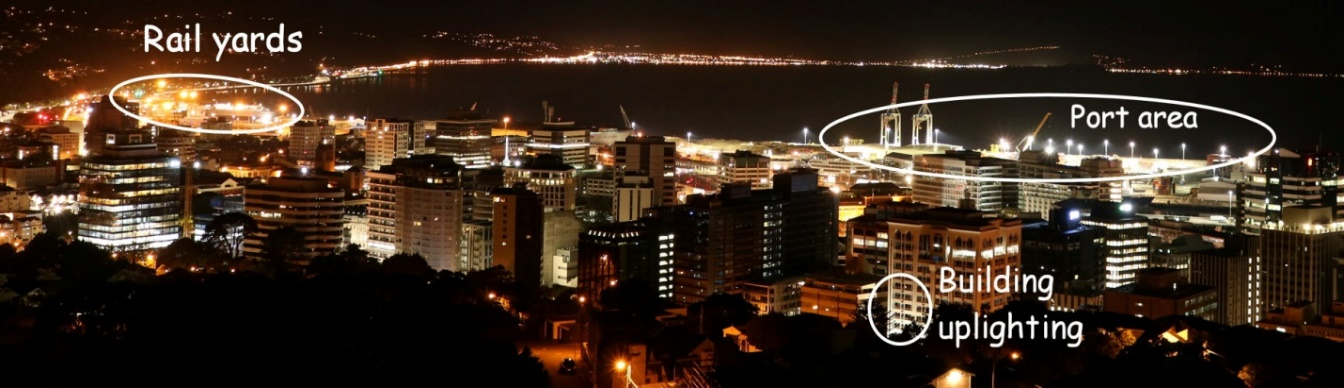 Rail yards
Port area
Building
uplighting